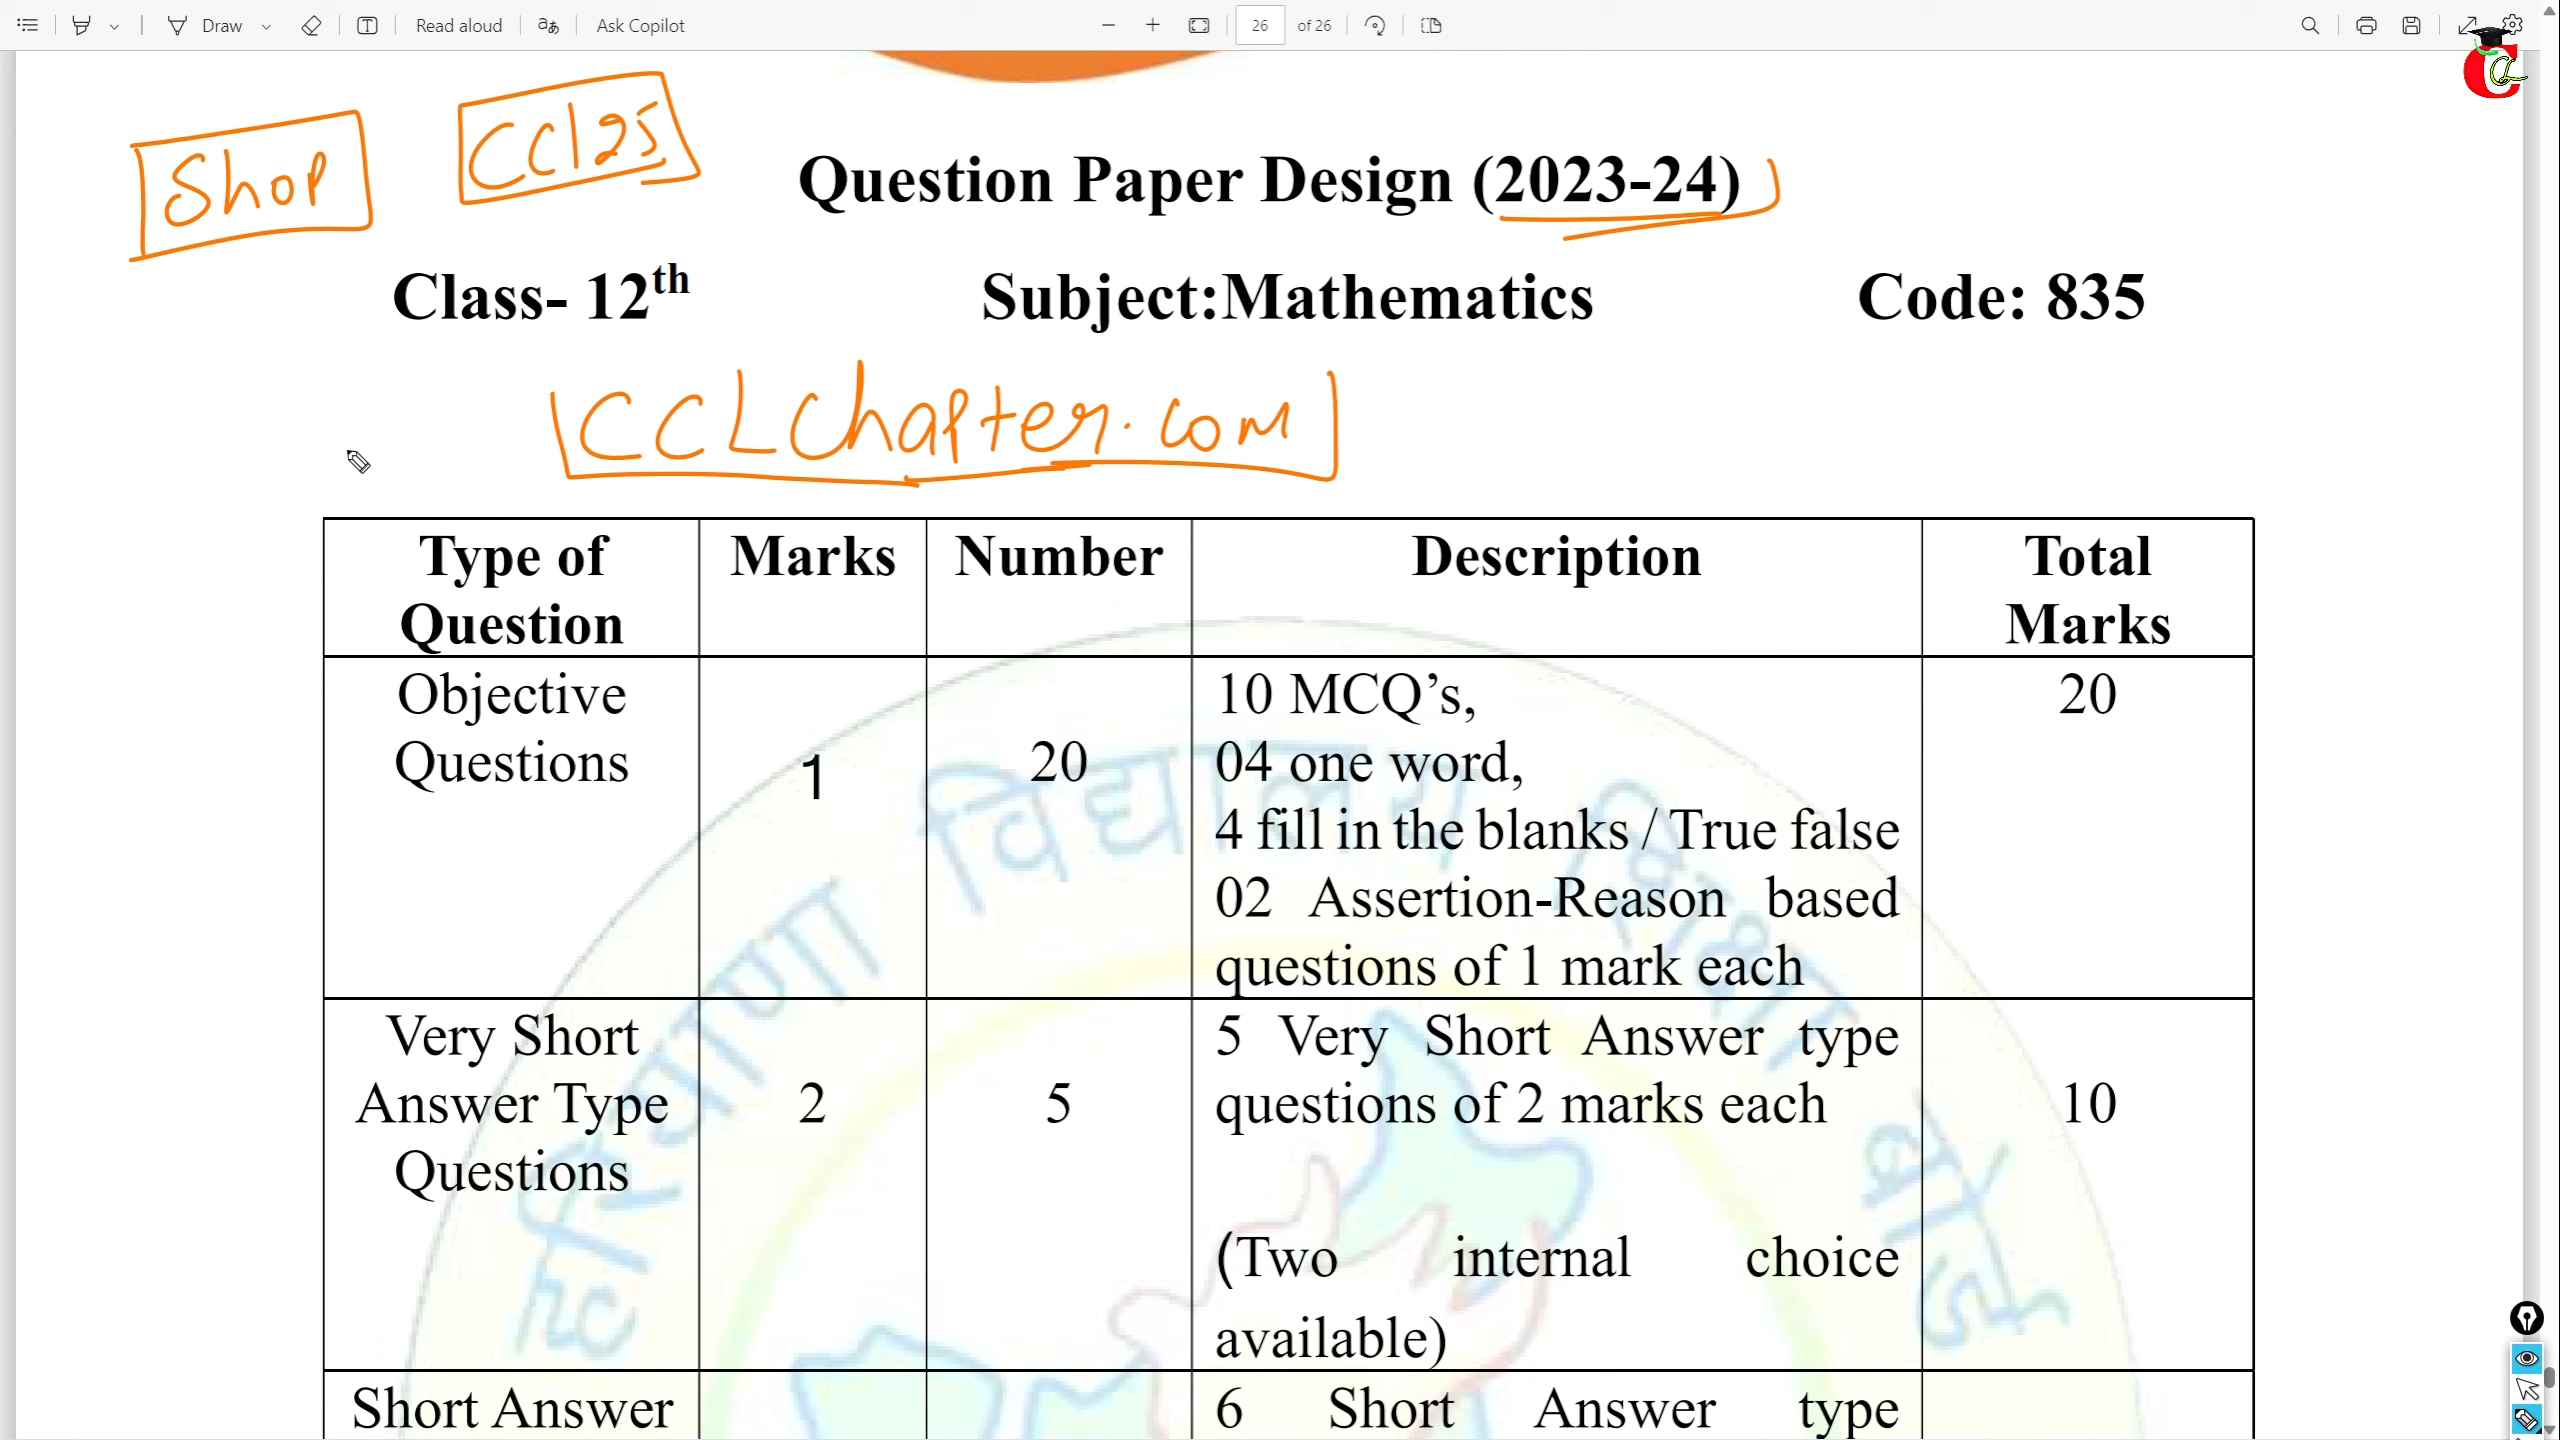 Read aloud
Draw
Ask Copilot
26 of 26
Shop
CCl25
Question Paper Design (2023-24)
Class- 12th Subject:Mathematics Code: 835
CCLChapter.com
Type of Question Marks Number Description Total Marks
Objective Questions 1 20 10 MCQ’s, 20
04 one word,
4 fill in the blanks / True false
02 Assertion-Reason based
questions of 1 mark each
Very Short Answer Type Questions 2 5 5 Very Short Answer type 10
questions of 2 marks each
(Two internal choice
available)
Short Answer 6 Short Answer type
हरियाणा विद्यालय शिक्षा बोर्ड